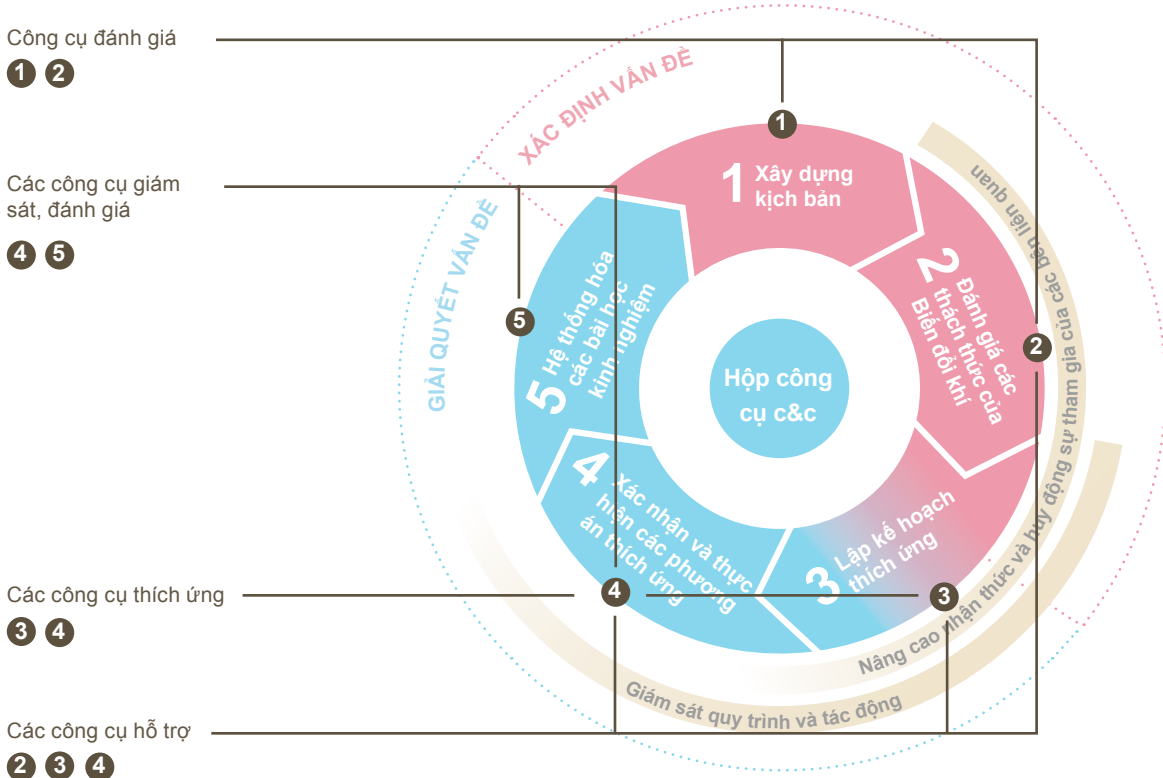 Công cụ đánh giá
1 2
Các công cụ giám
sát, đánh giá
4 5
Các công cụ thích ứng
3 4
Các công cụ hỗ trợ
2 3 4
XÁC ĐỊNH VẤN ĐỀ
GIẢI QUYẾT VẤN ĐỀ
1
1 Xây dựng
kịch bản
2
2 Đánh giá các
thách thức của
Biển đổi khí
3
3 Lập kế hoạch
thích ứng
4
4 Xác nhận và thực
hiện các phương
án thích ứng
5
5 Hệ thống hóa
các bài học
kinh nghiệm
Hộp công
cụ c&c
Nâng cao nhận thức và huy động sự tham gia của các bên liên quan
Giám sát quy trình và tác động